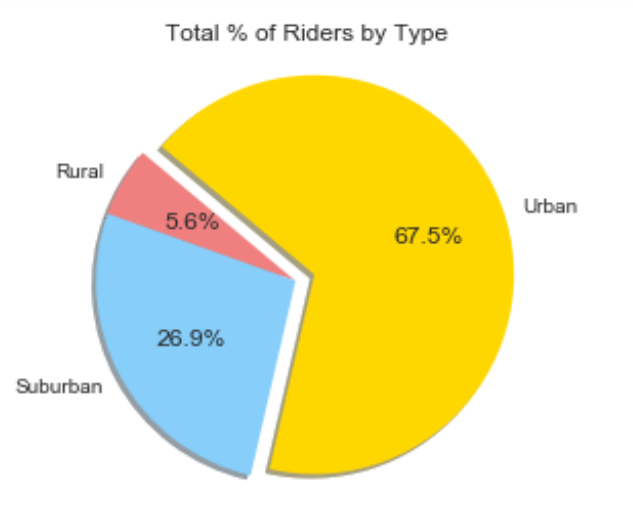 Total % of Riders by Type
Rural
5.6%
Urban
67.5%
26.9%
Suburban